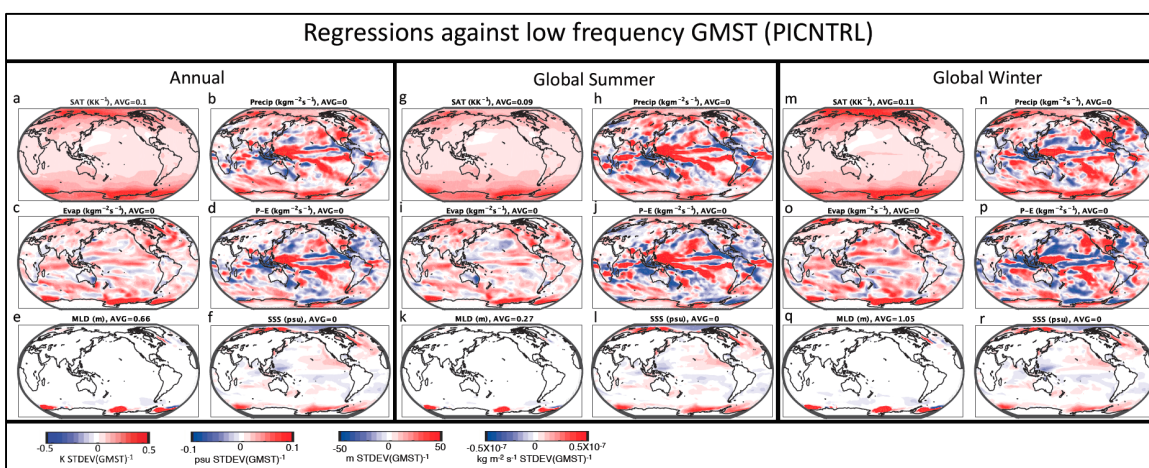 Regressions against low frequency GMST (PICNTRL)
Annual
Global Summer
Global Winter
a SAT (KK⁻¹), AVG=0.1
b Precip (kgm⁻²s⁻¹), AVG=0
g SAT (KK⁻¹), AVG=0.09
h Precip (kgm⁻²s⁻¹), AVG=0
m SAT (KK⁻¹), AVG=0.11
n Precip (kgm⁻²s⁻¹), AVG=0
c Evap (kgm⁻²s⁻¹), AVG=0
d P-E (kgm⁻²s⁻¹), AVG=0
i Evap (kgm⁻²s⁻¹), AVG=0
j P-E (kgm⁻²s⁻¹), AVG=0
o Evap (kgm⁻²s⁻¹), AVG=0
p P-E (kgm⁻²s⁻¹), AVG=0
e MLD (m), AVG=0.66
f SSS (psu), AVG=0
k MLD (m), AVG=0.27
l SSS (psu), AVG=0
q MLD (m), AVG=1.05
r SSS (psu), AVG=0
-0.5 0 0.5
K STDEV(GMST)⁻¹
-0.1 0 0.1
psu STDEV(GMST)⁻¹
-50 0 50
m STDEV(GMST)⁻¹
-0.5X10⁻⁷ 0 0.5X10⁻⁷
kg m⁻² s⁻¹ STDEV(GMST)⁻¹